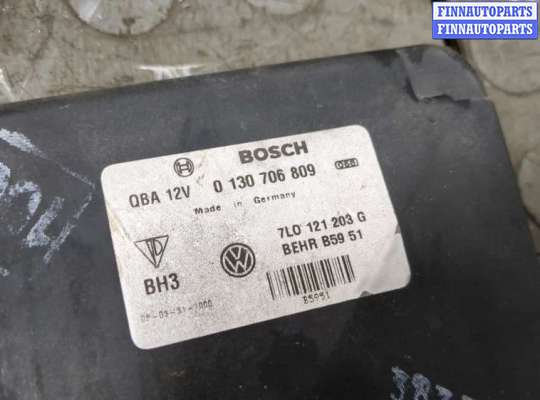 FINNAUTOPARTS
FINNAUTOPARTS
BOSCH
QBA 12V 0 130 706 809
Made in Germany
7L0 121 203 G
BEHR B59 51
BH3
B5951